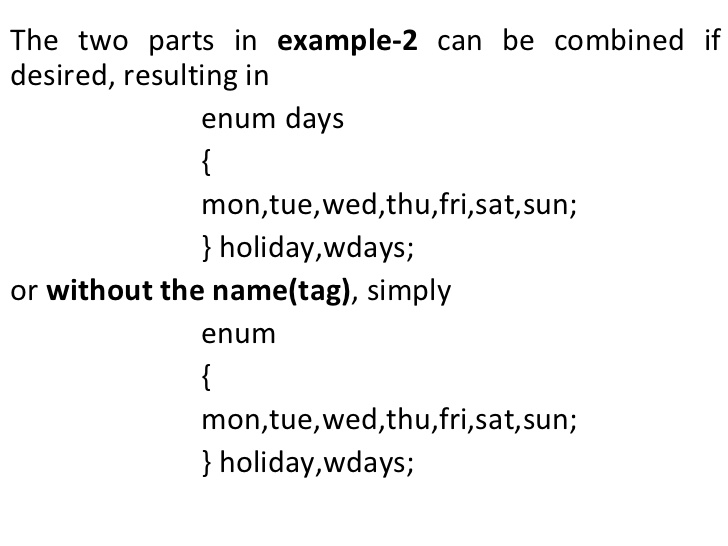 The two parts in example-2 can be combined if
desired, resulting in
enum days
{
mon,tue,wed,thu,fri,sat,sun;
} holiday,wdays;
or without the name(tag), simply
enum
{
mon,tue,wed,thu,fri,sat,sun;
} holiday,wdays;